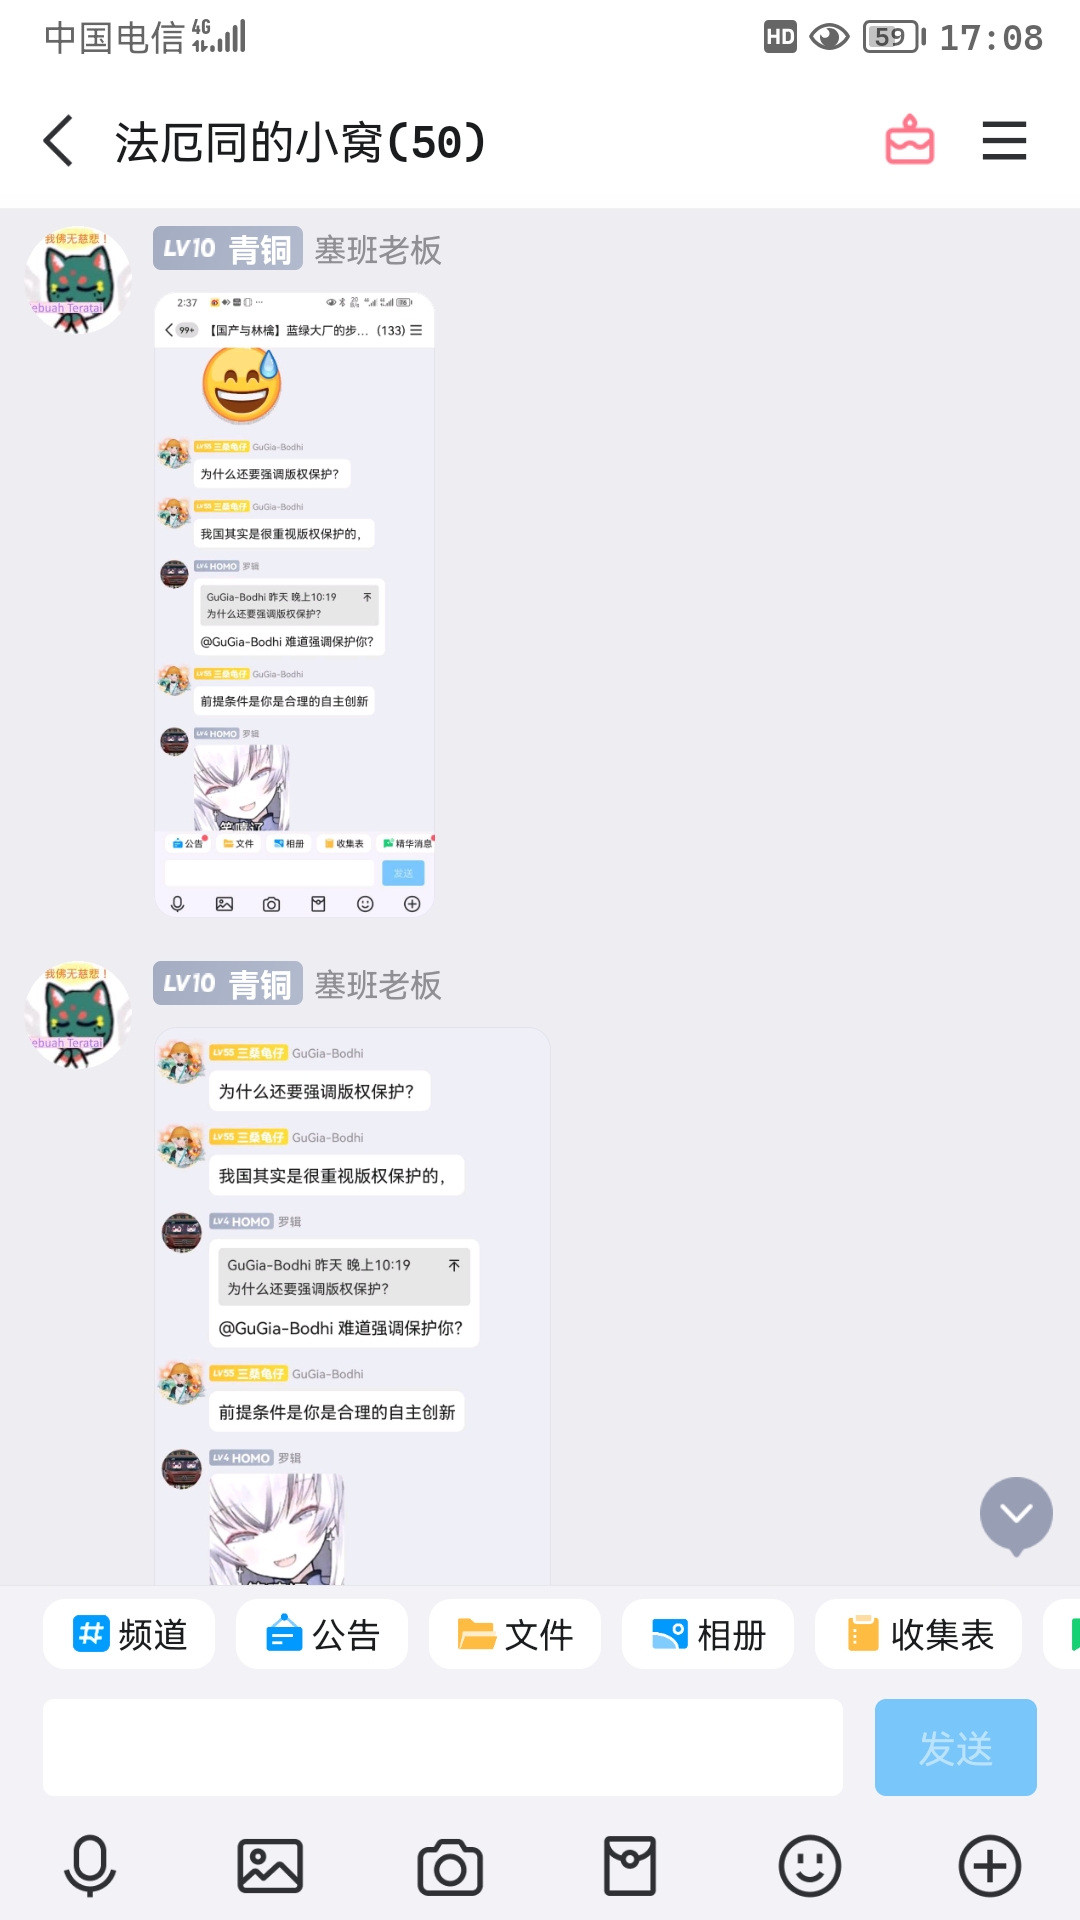 中国电信 4G HD 59 17:08
法厄同的小窝(50)
我佛无慈悲！
ebuah Teratai
LV10 青铜 塞班老板
2:37
99+ 【国产与林檎】蓝绿大厂的步... (133)
LV55 三桑龟仔 GuGia-Bodhi
为什么还要强调版权保护?
LV55 三桑龟仔 GuGia-Bodhi
我国其实是很重视版权保护的，
LV4 HOMO 罗辑
GuGia-Bodhi 昨天 晚上10:19
为什么还要强调版权保护?
@GuGia-Bodhi 难道强调保护你?
LV55 三桑龟仔 GuGia-Bodhi
前提条件是你是合理的自主创新
LV4 HOMO 罗辑
公告 文件 相册 收集表 精华消息
发送
我佛无慈悲！
ebuah Teratai
LV10 青铜 塞班老板
LV55 三桑龟仔 GuGia-Bodhi
为什么还要强调版权保护?
LV55 三桑龟仔 GuGia-Bodhi
我国其实是很重视版权保护的，
LV4 HOMO 罗辑
GuGia-Bodhi 昨天 晚上10:19
为什么还要强调版权保护?
@GuGia-Bodhi 难道强调保护你?
LV55 三桑龟仔 GuGia-Bodhi
前提条件是你是合理的自主创新
LV4 HOMO 罗辑
频道 公告 文件 相册 收集表
发送